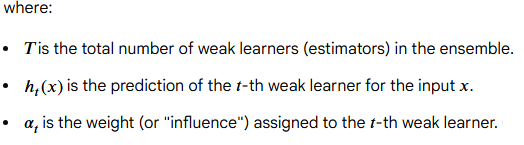 where:
• T is the total number of weak learners (estimators) in the ensemble.
• hₜ(x) is the prediction of the t-th weak learner for the input x.
• αₜ is the weight (or "influence") assigned to the t-th weak learner.